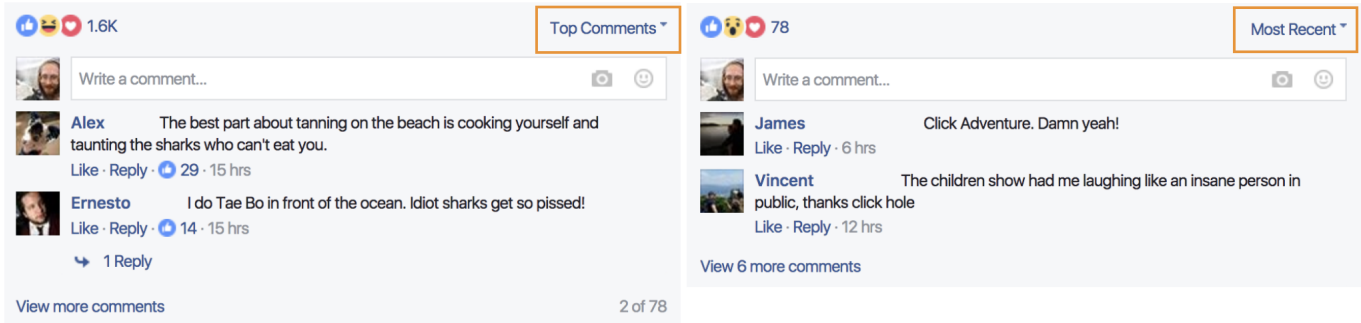 1.6K
Top Comments
Write a comment...
Alex The best part about tanning on the beach is cooking yourself and
taunting the sharks who can't eat you.
Like · Reply · 29 · 15 hrs
Ernesto I do Tae Bo in front of the ocean. Idiot sharks get so pissed!
Like · Reply · 14 · 15 hrs
1 Reply
View more comments
2 of 78
78
Most Recent
Write a comment...
James Click Adventure. Damn yeah!
Like · Reply · 6 hrs
Vincent The children show had me laughing like an insane person in
public, thanks click hole
Like · Reply · 12 hrs
View 6 more comments